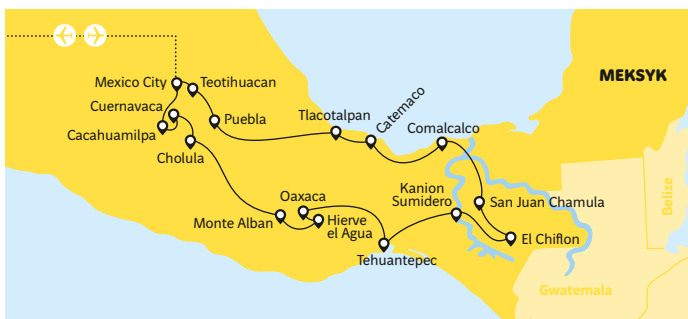 MEKSYK
Mexico City
Teotihuacan
Cuernavaca
Puebla
Cacahuamilpa
Cholula
Tlacotalpan
Catemaco
Comalcalco
Oaxaca
Monte Alban
Hierve
el Agua
Tehuantepec
Kanion
Sumidero
San Juan Chamula
El Chiflon
Belize
Gwatemala